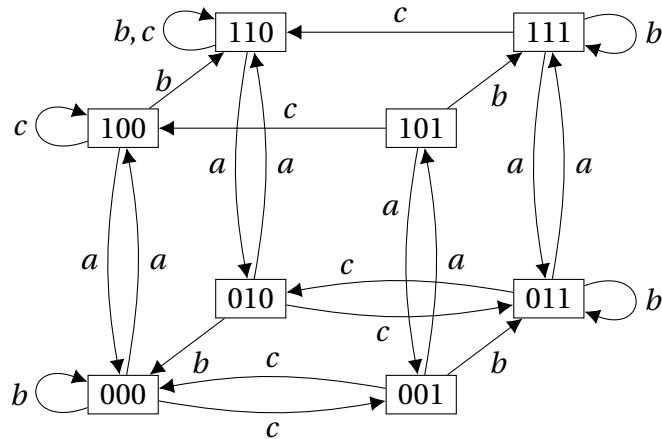 c
b, c 110 111 b
b b
c 100 c 101
a a a a
a
a a a
c
010 011 b
c
b c b
b 000 001
c